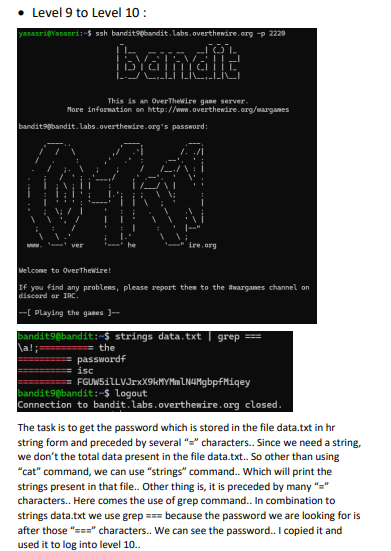 • Level 9 to Level 10 :
yasasri@Yasasri:~$ ssh bandit9@bandit.labs.overthewire.org -p 2220
This is an OverTheWire game server.
More information on http://www.overthewire.org/wargames
bandit9@bandit.labs.overthewire.org's password:
www. ver he ire.org
Welcome to OverTheWire!
If you find any problems, please report them to the #wargames channel on
discord or IRC.
--[ Playing the games ]--
bandit9@bandit:~$ strings data.txt | grep ===
\a!;========== the
========== passwordf
========== isc
========== FGUW5ilLVJrxX9kMYMmlN4MgbpfMiqey
bandit9@bandit:~$ logout
Connection to bandit.labs.overthewire.org closed.
The task is to get the password which is stored in the file data.txt in hr
string form and preceded by several “=” characters.. Since we need a string,
we don’t the total data present in the file data.txt.. So other than using
“cat” command, we can use “strings” command.. Which will print the
strings present in that file.. Other thing is, it is preceded by many “=”
characters.. Here comes the use of grep command.. In combination to
strings data.txt we use grep === because the password we are looking for is
after those “===” characters.. We can see the password.. I copied it and
used it to log into level 10..